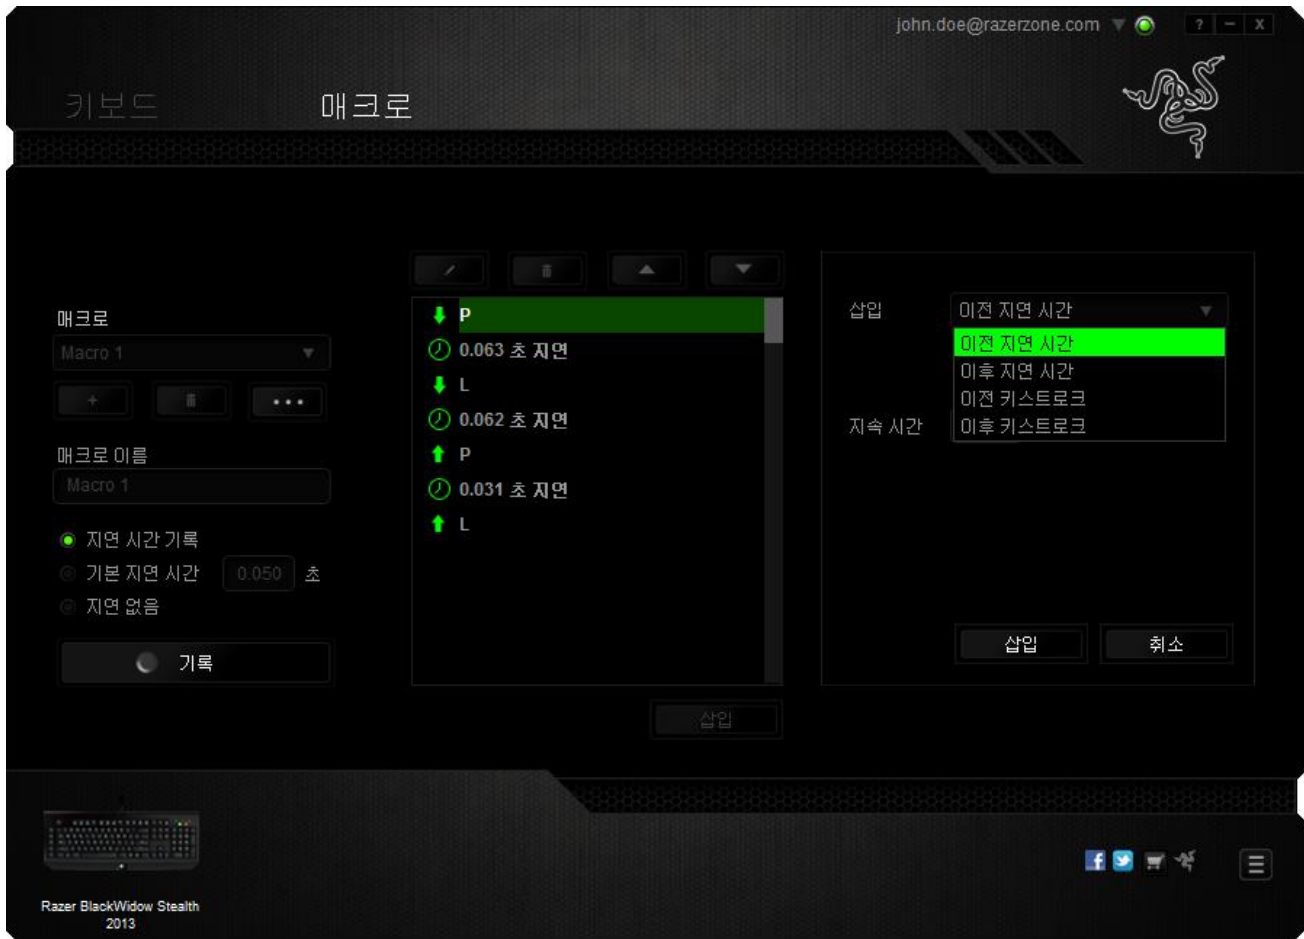 john.doe@razerzone.com
? – X
키보드
매크로
매크로
Macro 1
+
•••
매크로 이름
Macro 1
지연 시간 기록
기본 지연 시간 0.050 초
지연 없음
기록
P
0.063 초 지연
L
0.062 초 지연
P
0.031 초 지연
L
삽입
삽입 이전 지연 시간
이전 지연 시간
이후 지연 시간
이전 키스트로크
이후 키스트로크
지속 시간
삽입 취소
Razer BlackWidow Stealth
2013